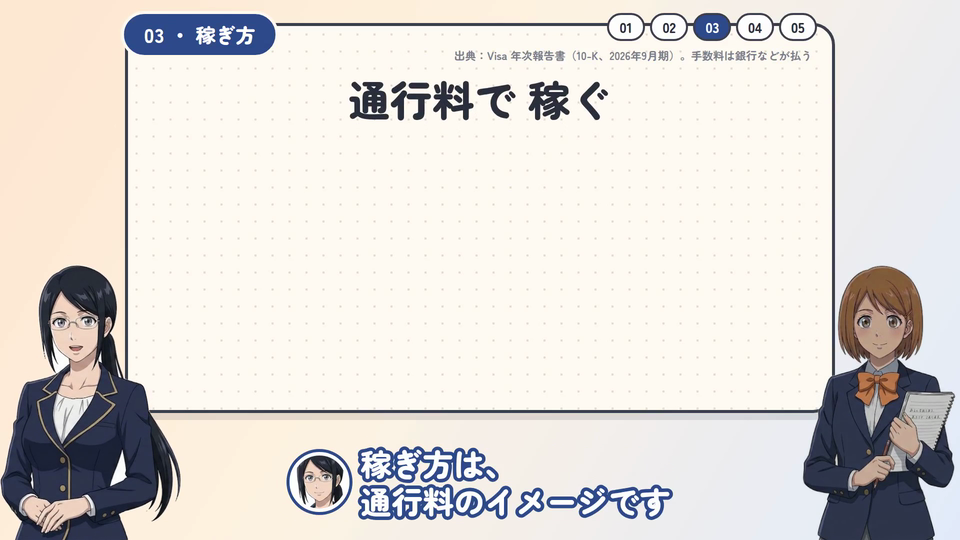 03 ・ 稼ぎ方
01 02 03 04 05
出典：Visa 年次報告書（10-K、2026年9月期）。手数料は銀行などが払う
通行料で 稼ぐ
稼ぎ方は、
通行料のイメージです